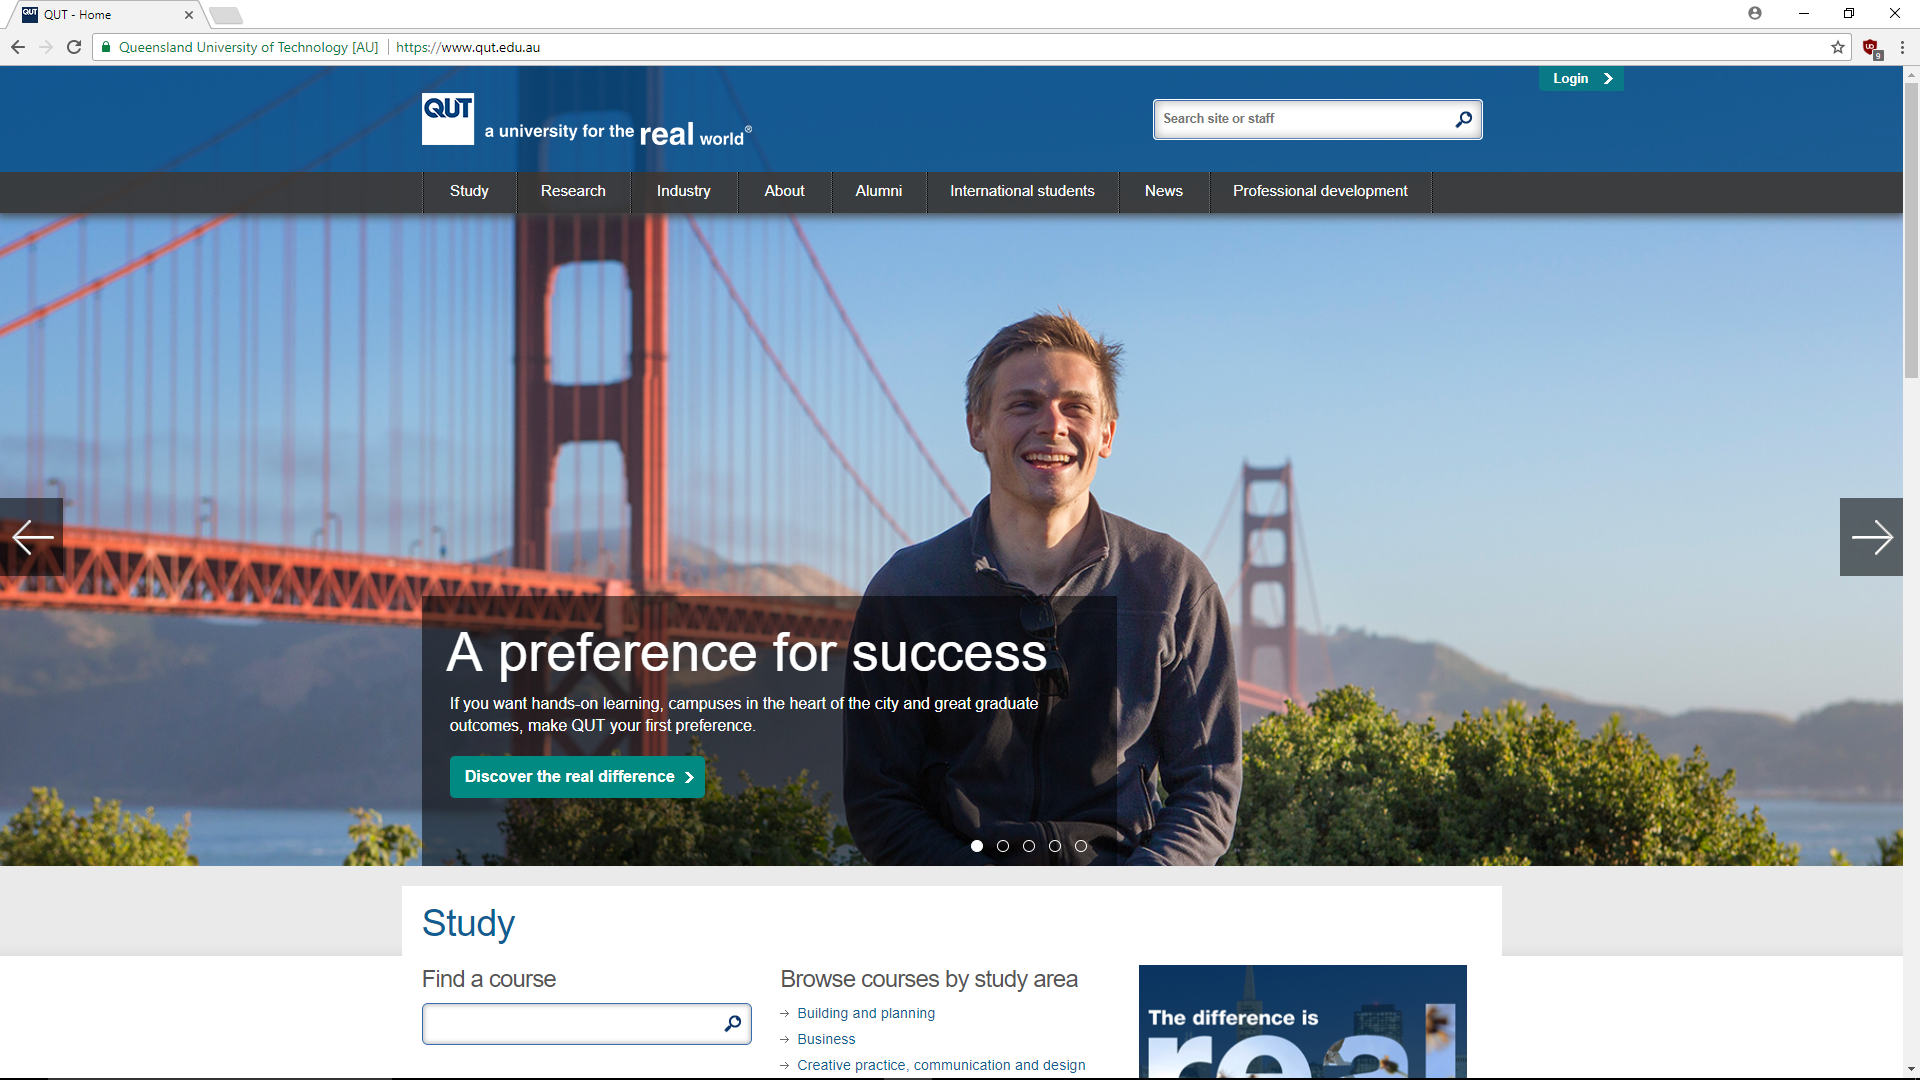 QUT - Home
Queensland University of Technology [AU]
https://www.qut.edu.au
9
Login
QUT
a university for the real world®
Search site or staff
Study
Research
Industry
About
Alumni
International students
News
Professional development
A preference for success
If you want hands-on learning, campuses in the heart of the city and great graduate
outcomes, make QUT your first preference.
Discover the real difference
Study
Find a course
Browse courses by study area
Building and planning
Business
Creative practice, communication and design
The difference is
real